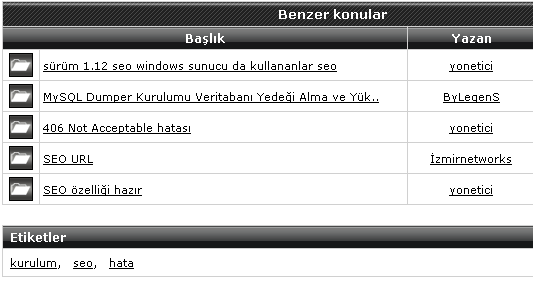 Benzer konular
Başlık Yazan
sürüm 1.12 seo windows sunucu da kullananlar seo yonetici
MySQL Dumper Kurulumu Veritabanı Yedeği Alma ve Yük.. ByLegenS
406 Not Acceptable hatası yonetici
SEO URL İzmirnetworks
SEO özelliği hazır yonetici
Etiketler
kurulum, seo, hata